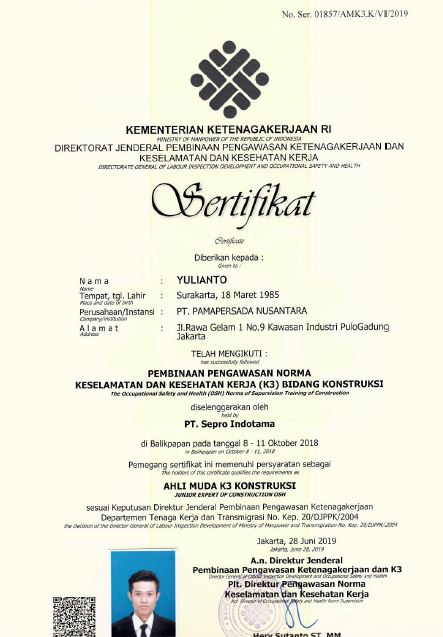 No. Ser. 01857/AMK3.K/VII/2019
KEMENTERIAN KETENAGAKERJAAN RI
MINISTRY OF MANPOWER OF THE REPUBLIC OF INDONESIA
DIREKTORAT JENDERAL PEMBINAAN PENGAWASAN KETENAGAKERJAAN DAN
KESELAMATAN DAN KESEHATAN KERJA
DIRECTORATE GENERAL OF LABOUR INSPECTION DEVELOPMENT AND OCCUPATIONAL SAFETY AND HEALTH
Sertifikat
Certificate
Diberikan kepada :
Given to :
Nama : YULIANTO
Name
Tempat, tgl. Lahir : Surakarta, 18 Maret 1985
Place and date of birth
Perusahaan/Instansi : PT. PAMAPERSADA NUSANTARA
Company/Institution
Alamat : Jl.Rawa Gelam 1 No.9 Kawasan Industri PuloGadung
Address
Jakarta
TELAH MENGIKUTI :
has successfully followed
PEMBINAAN PENGAWASAN NORMA
KESELAMATAN DAN KESEHATAN KERJA (K3) BIDANG KONSTRUKSI
The Occupational Safety and Health (OSH) Norms of Supervision Training of Construction
diselenggarakan oleh
held by
PT. Sepro Indotama
di Balikpapan pada tanggal 8 - 11 Oktober 2018
in Balikpapan on October 8 - 11, 2018
Pemegang sertifikat ini memenuhi persyaratan sebagai
The holders of this certificate qualifies the requirements as
AHLI MUDA K3 KONSTRUKSI
JUNIOR EXPERT OF CONSTRUCTION OSH
sesuai Keputusan Direktur Jenderal Pembinaan Pengawasan Ketenagakerjaan
Departemen Tenaga Kerja dan Transmigrasi No. Kep. 20/DJPPK/2004
the Decision of the Director General of Labour Inspection Development of Ministry of Manpower and Transmigration No. Kep. 20/DJPPK/2004
Jakarta, 28 Juni 2019
Jakarta, June 28, 2019
A.n. Direktur Jenderal
Pembinaan Pengawasan Ketenagakerjaan dan K3
Director General of Labour Inspection Development and Occupational Safety and Health
Plt. Direktur Pengawasan Norma
Keselamatan dan Kesehatan Kerja
Act. Director of Occupational Safety and Health Norm Supervision
Hery Sutanto ST, MM